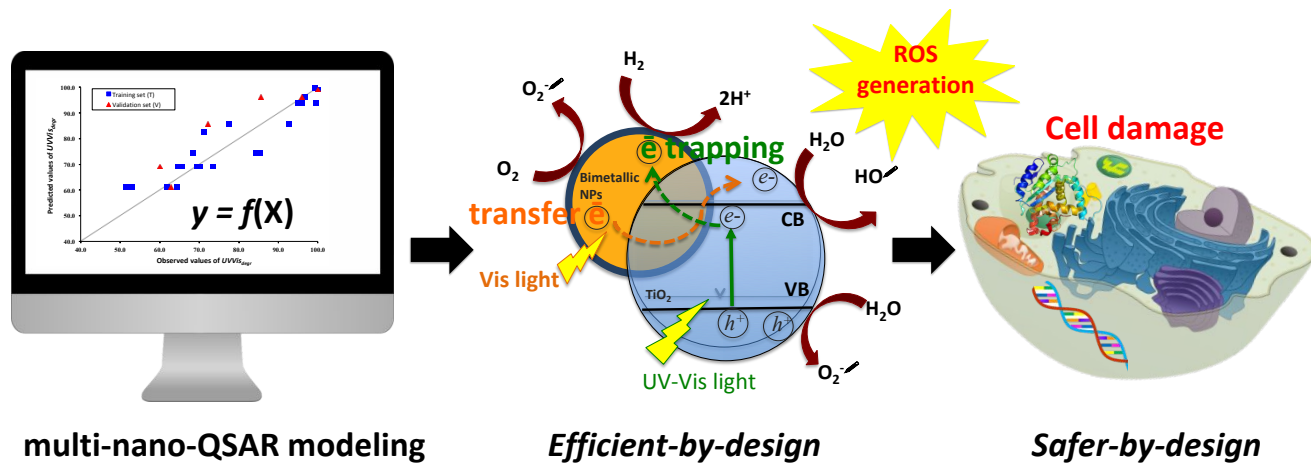 100.0
90.0
80.0
70.0
60.0
50.0
40.0
Predicted values of UVVis_degr
Training set (T)
Validation set (V)
y = f(X)
40.0 50.0 60.0 70.0 80.0 90.0 100.0
Observed values of UVVis_degr
multi-nano-QSAR modeling
H₂
O₂⁻
2H⁺
O₂
ē trapping
H₂O
HO
Bimetallic
NPs
transfer ē
ē
ē
e-
e-
CB
Vis light
TiO₂
VB
h⁺
h⁺
H₂O
UV-Vis light
O₂⁻
Efficient-by-design
ROS
generation
Cell damage
Safer-by-design